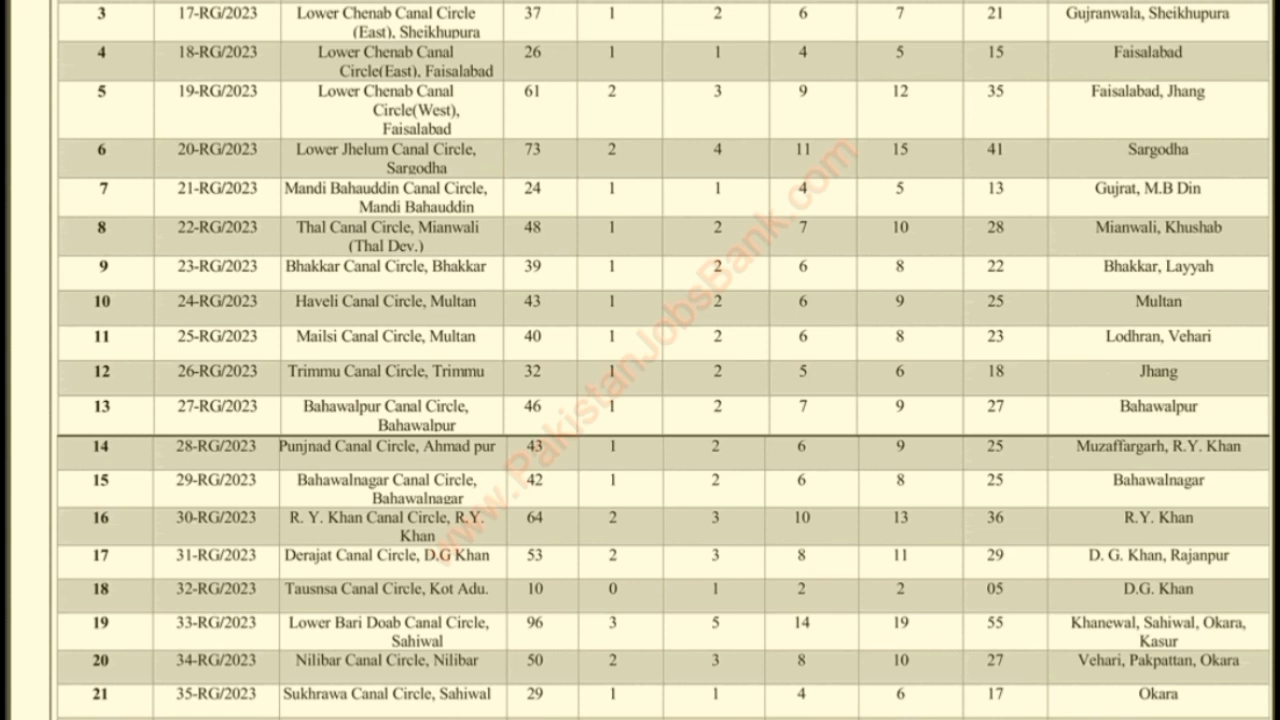 3 17-RG/2023 Lower Chenab Canal Circle 37 1 2 6 7 21 Gujranwala, Sheikhupura
(East), Sheikhupura
4 18-RG/2023 Lower Chenab Canal 26 1 1 4 5 15 Faisalabad
Circle(East), Faisalabad
5 19-RG/2023 Lower Chenab Canal 61 2 3 9 12 35 Faisalabad, Jhang
Circle(West),
Faisalabad
6 20-RG/2023 Lower Jhelum Canal Circle, 73 2 4 11 15 41 Sargodha
Sargodha
7 21-RG/2023 Mandi Bahauddin Canal Circle, 24 1 1 4 5 13 Gujrat, M.B Din
Mandi Bahauddin
8 22-RG/2023 Thal Canal Circle, Mianwali 48 1 2 7 10 28 Mianwali, Khushab
(Thal Dev.)
9 23-RG/2023 Bhakkar Canal Circle, Bhakkar 39 1 2 6 8 22 Bhakkar, Layyah
10 24-RG/2023 Haveli Canal Circle, Multan 43 1 2 6 9 25 Multan
11 25-RG/2023 Mailsi Canal Circle, Multan 40 1 2 6 8 23 Lodhran, Vehari
12 26-RG/2023 Trimmu Canal Circle, Trimmu 32 1 2 5 6 18 Jhang
13 27-RG/2023 Bahawalpur Canal Circle, 46 1 2 7 9 27 Bahawalpur
Bahawalpur
14 28-RG/2023 Punjnad Canal Circle, Ahmad pur 43 1 2 6 9 25 Muzaffargarh, R.Y. Khan
15 29-RG/2023 Bahawalnagar Canal Circle, 42 1 2 6 8 25 Bahawalnagar
Bahawalnagar
16 30-RG/2023 R. Y. Khan Canal Circle, R.Y. 64 2 3 10 13 36 R.Y. Khan
Khan
17 31-RG/2023 Derajat Canal Circle, D.G Khan 53 2 3 8 11 29 D. G. Khan, Rajanpur
18 32-RG/2023 Tausnsa Canal Circle, Kot Adu. 10 0 1 2 2 05 D.G. Khan
19 33-RG/2023 Lower Bari Doab Canal Circle, 96 3 5 14 19 55 Khanewal, Sahiwal, Okara,
Sahiwal Kasur
20 34-RG/2023 Nilibar Canal Circle, Nilibar 50 2 3 8 10 27 Vehari, Pakpattan, Okara
21 35-RG/2023 Sukhrawa Canal Circle, Sahiwal 29 1 1 4 6 17 Okara
www.PakistanJobsBank.com